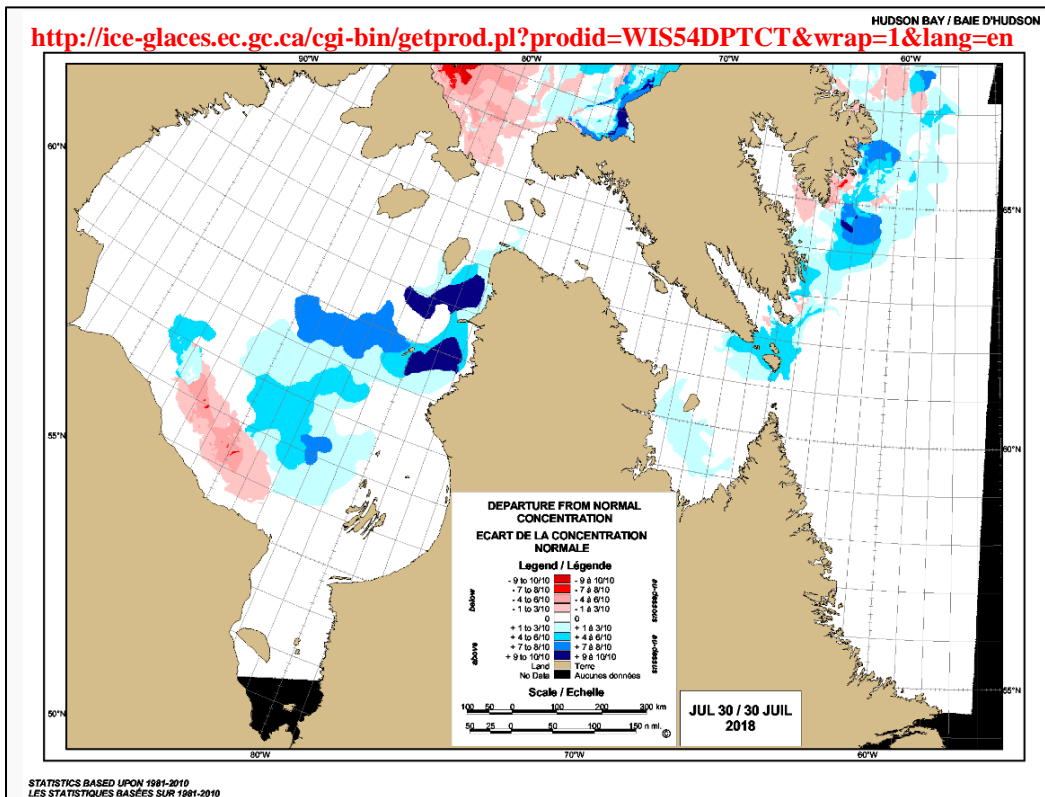 HUDSON BAY / BAIE D'HUDSON
http://ice-glaces.ec.gc.ca/cgi-bin/getprod.pl?prodid=WIS54DPTCT&wrap=1&lang=en
90°W 80°W 70°W 60°W
60°N
65°N
55°N
60°N
50°N
55°N
80°W 70°W 60°W
DEPARTURE FROM NORMAL
CONCENTRATION
ECART DE LA CONCENTRATION
NORMALE
Legend / Légende
below
au-dessous
- 9 to 10/10 - 9 à 10/10
- 7 to 8/10 - 7 à 8/10
- 4 to 6/10 - 4 à 6/10
- 1 to 3/10 - 1 à 3/10
0 0
above
au-dessus
+ 1 to 3/10 + 1 à 3/10
+ 4 to 6/10 + 4 à 6/10
+ 7 to 8/10 + 7 à 8/10
+ 9 to 10/10 + 9 à 10/10
Land Terre
No Data Aucunes données
Scale / Echelle
100 50 0 100 200 300 km
50 25 0 50 100 150 n mi.
©
JUL 30 / 30 JUIL
2018
STATISTICS BASED UPON 1981-2010
LES STATISTIQUES BASÉES SUR 1981-2010